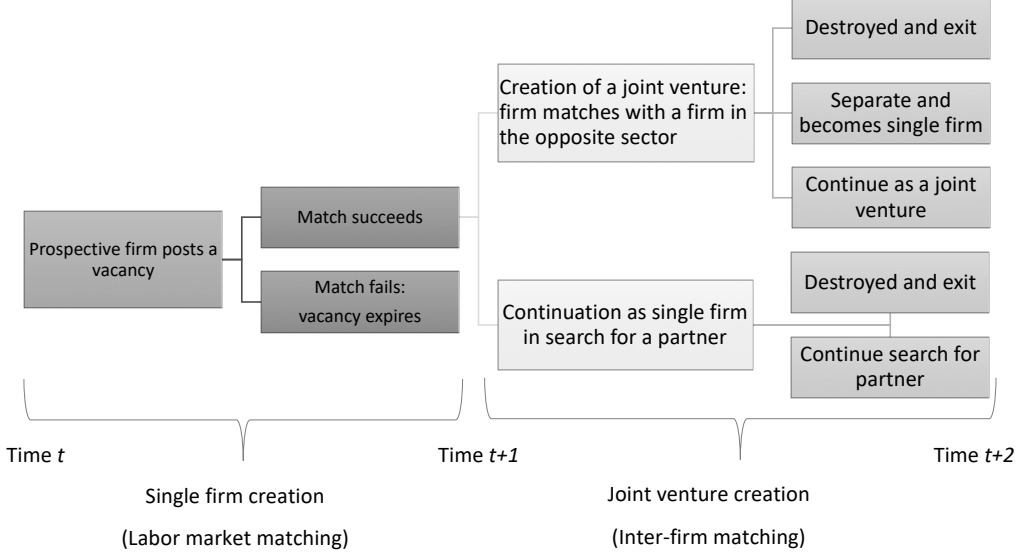 Prospective firm posts a
vacancy
Match succeeds
Match fails:
vacancy expires
Creation of a joint venture:
firm matches with a firm in
the opposite sector
Continuation as single firm
in search for a partner
Destroyed and exit
Separate and
becomes single firm
Continue as a joint
venture
Destroyed and exit
Continue search for
partner
Time t
Time t+1
Time t+2
Single firm creation
(Labor market matching)
Joint venture creation
(Inter-firm matching)